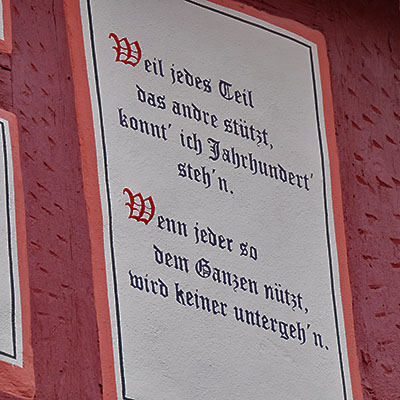 Weil jedes Teil
das andre stützt,
konnt' ich Jahrhundert'
steh'n.
Wenn jeder so
dem Ganzen nützt,
wird keiner untergeh'n.